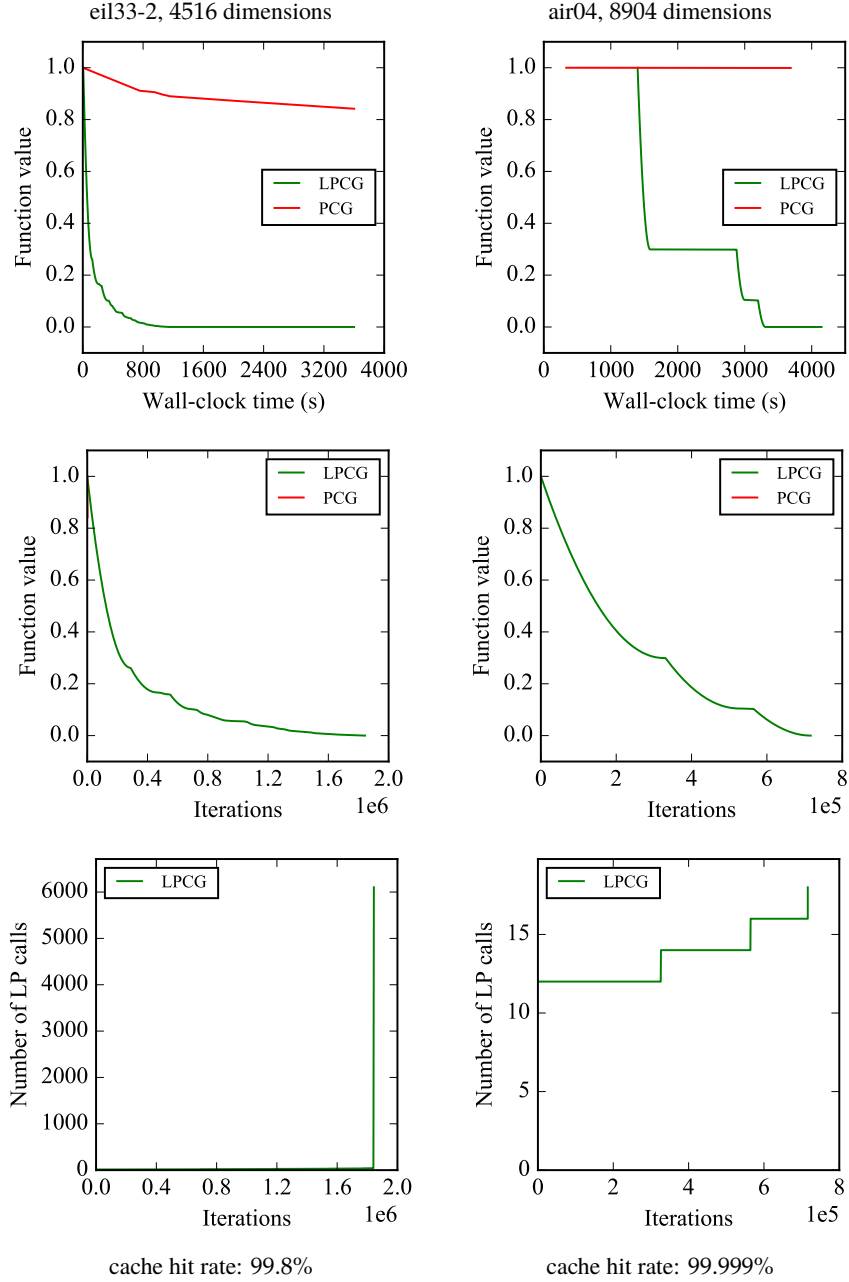 eil33-2, 4516 dimensions
air04, 8904 dimensions
1.0
0.8
0.6
0.4
0.2
0.0
Function value
LPCG
PCG
0 800 1600 2400 3200 4000
Wall-clock time (s)
1.0
0.8
0.6
0.4
0.2
0.0
Function value
LPCG
PCG
0 1000 2000 3000 4000
Wall-clock time (s)
1.0
0.8
0.6
0.4
0.2
0.0
Function value
LPCG
PCG
0.0 0.4 0.8 1.2 1.6 2.0
Iterations
1e6
1.0
0.8
0.6
0.4
0.2
0.0
Function value
LPCG
PCG
0 2 4 6 8
Iterations
1e5
6000
5000
4000
3000
2000
1000
0
Number of LP calls
LPCG
0.0 0.4 0.8 1.2 1.6 2.0
Iterations
1e6
15
10
5
0
Number of LP calls
LPCG
0 2 4 6 8
Iterations
1e5
cache hit rate: 99.8%
cache hit rate: 99.999%